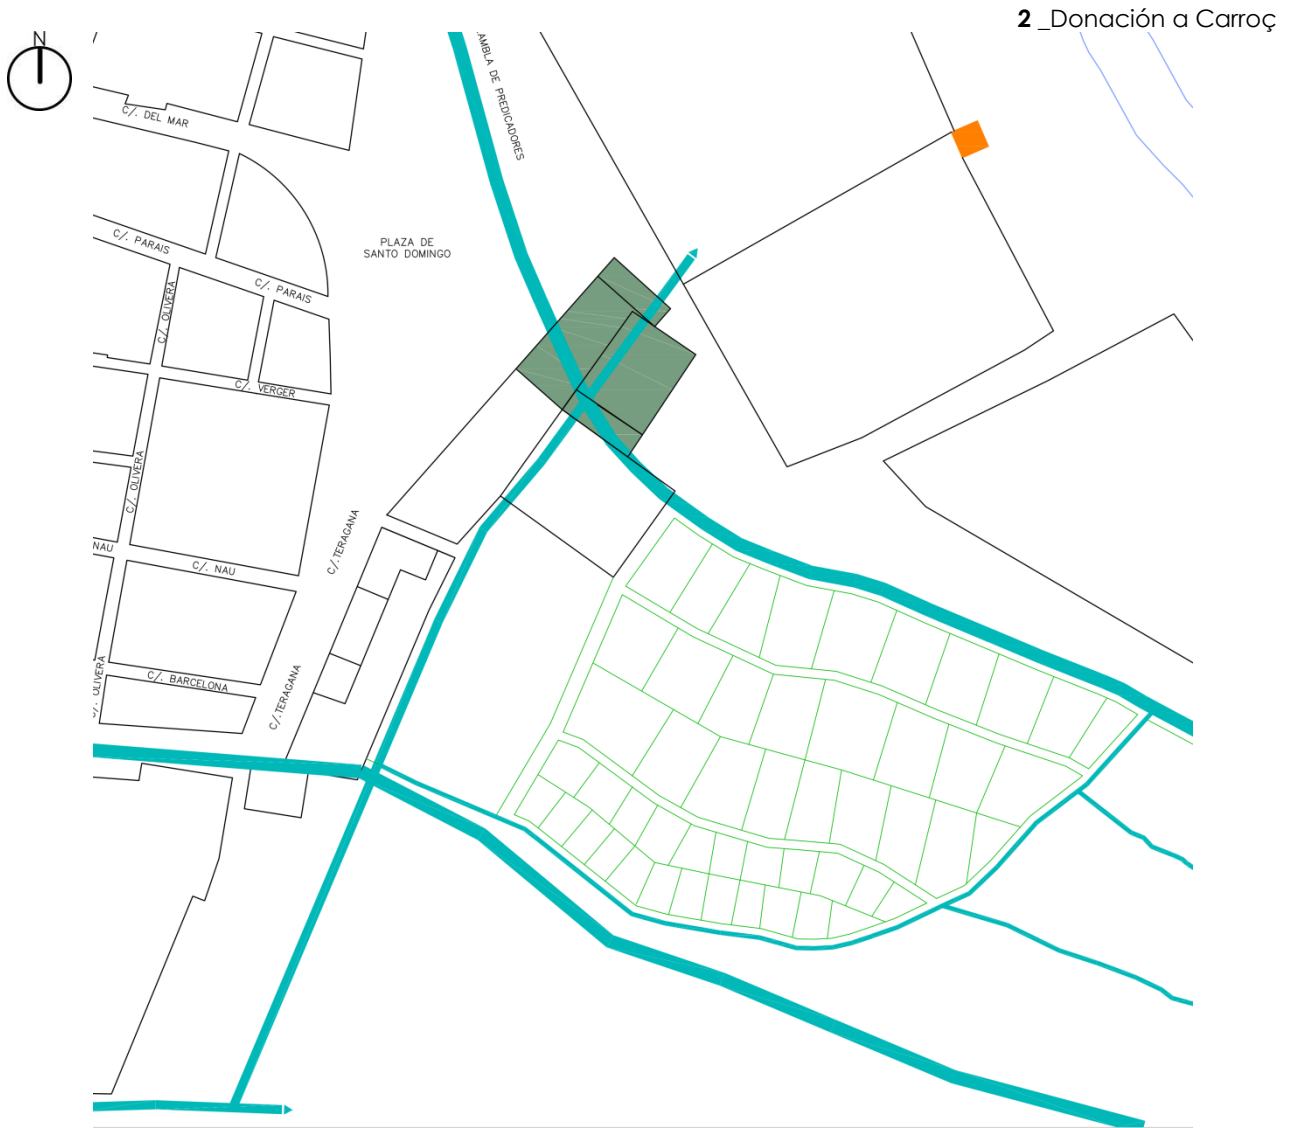 2 _Donación a Carroç
N
C/. DEL MAR
PREDICADORES
DE
PLAZA DE
SANTO DOMINGO
C/. PARAIS
C/. PARAIS
C/. OLIVERA
C/. VERGER
C/. OLIVERA
NAU
C/. NAU
C/.TERAGANA
C/. BARCELONA
C/.TERAGANA
OLIVERA